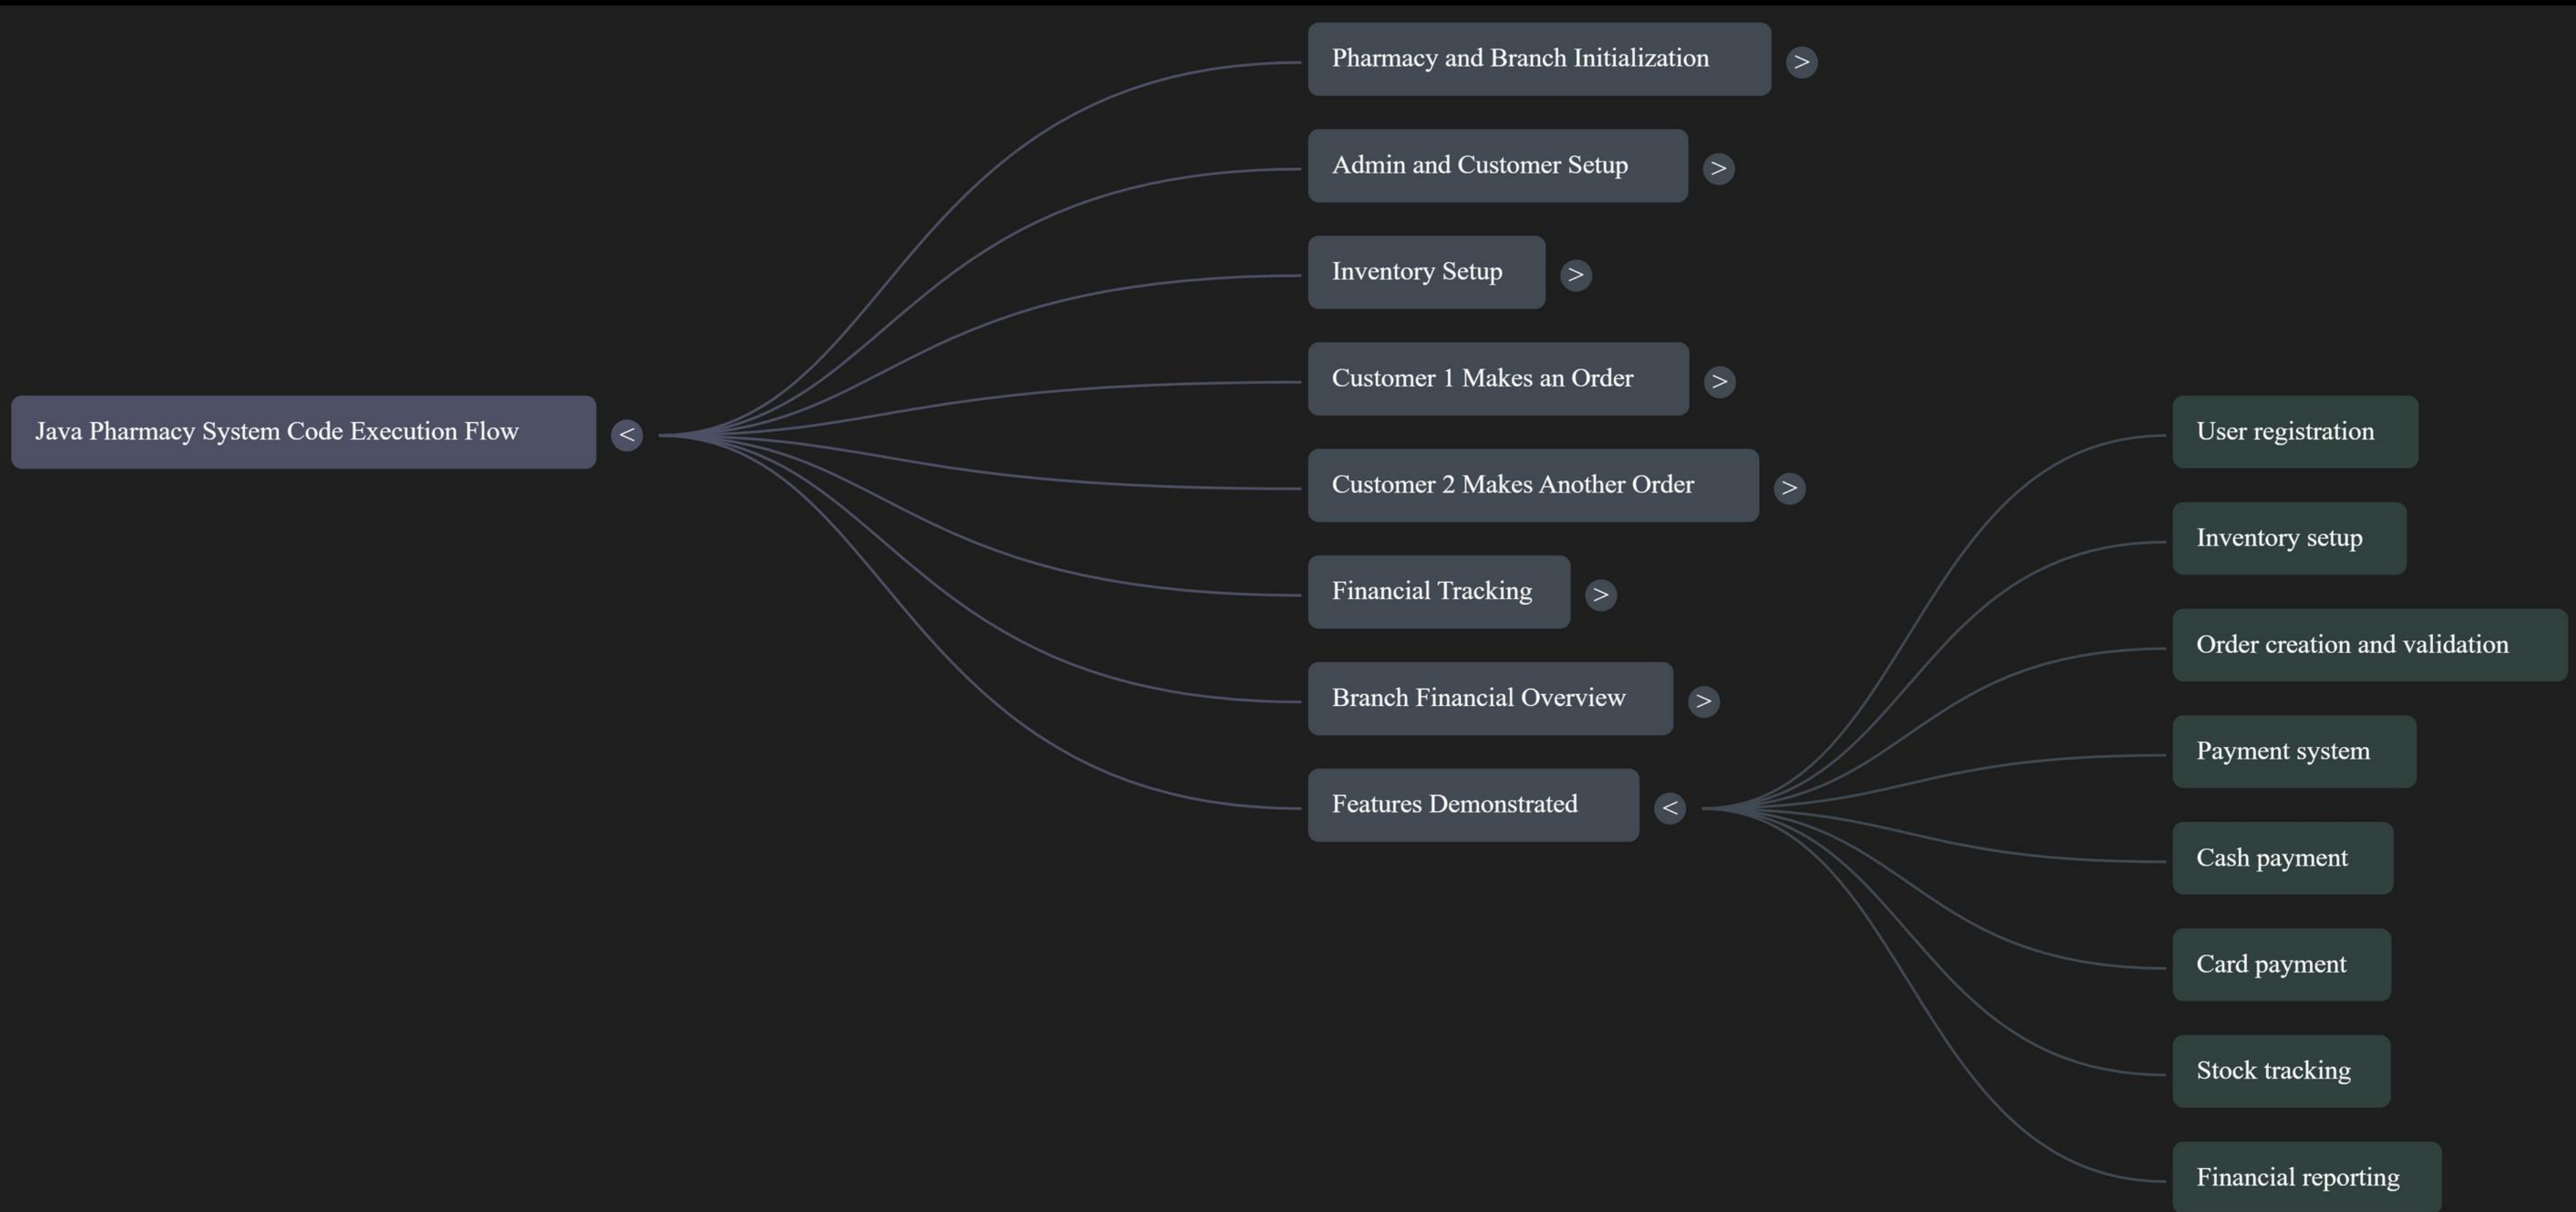 Java Pharmacy System Code Execution Flow
<
Pharmacy and Branch Initialization
>
Admin and Customer Setup
>
Inventory Setup
>
Customer 1 Makes an Order
>
Customer 2 Makes Another Order
>
Financial Tracking
>
Branch Financial Overview
>
Features Demonstrated
<
User registration
Inventory setup
Order creation and validation
Payment system
Cash payment
Card payment
Stock tracking
Financial reporting